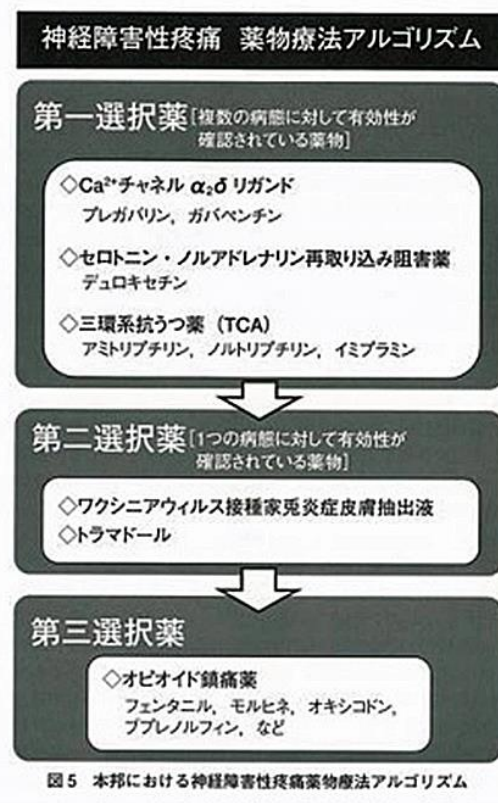 神経障害性疼痛 薬物療法アルゴリズム
第一選択薬[複数の病態に対して有効性が
確認されている薬物]
◇Ca²⁺チャネル α₂δ リガンド
プレガバリン，ガバペンチン
◇セロトニン・ノルアドレナリン再取り込み阻害薬
デュロキセチン
◇三環系抗うつ薬（TCA）
アミトリプチリン，ノルトリプチリン，イミプラミン
第二選択薬[1つの病態に対して有効性が
確認されている薬物]
◇ワクシニアウィルス接種家兎炎症皮膚抽出液
◇トラマドール
第三選択薬
◇オピオイド鎮痛薬
フェンタニル，モルヒネ，オキシコドン，
ブプレノルフィン，など
図5 本邦における神経障害性疼痛薬物療法アルゴリズム